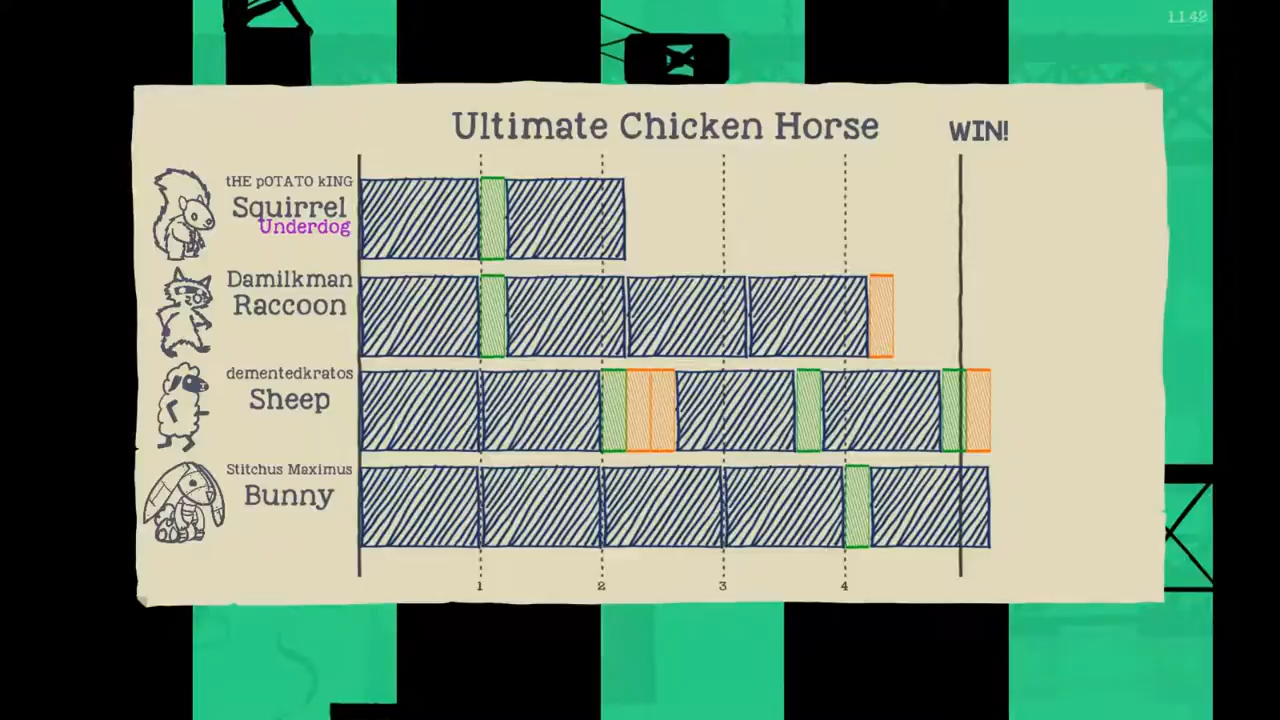 11.42
Ultimate Chicken Horse
WIN!
tHE pOTATO kING
Squirrel
Underdog
Damilkman
Raccoon
dementedkratos
Sheep
Stitchus Maximus
Bunny
1 2 3 4